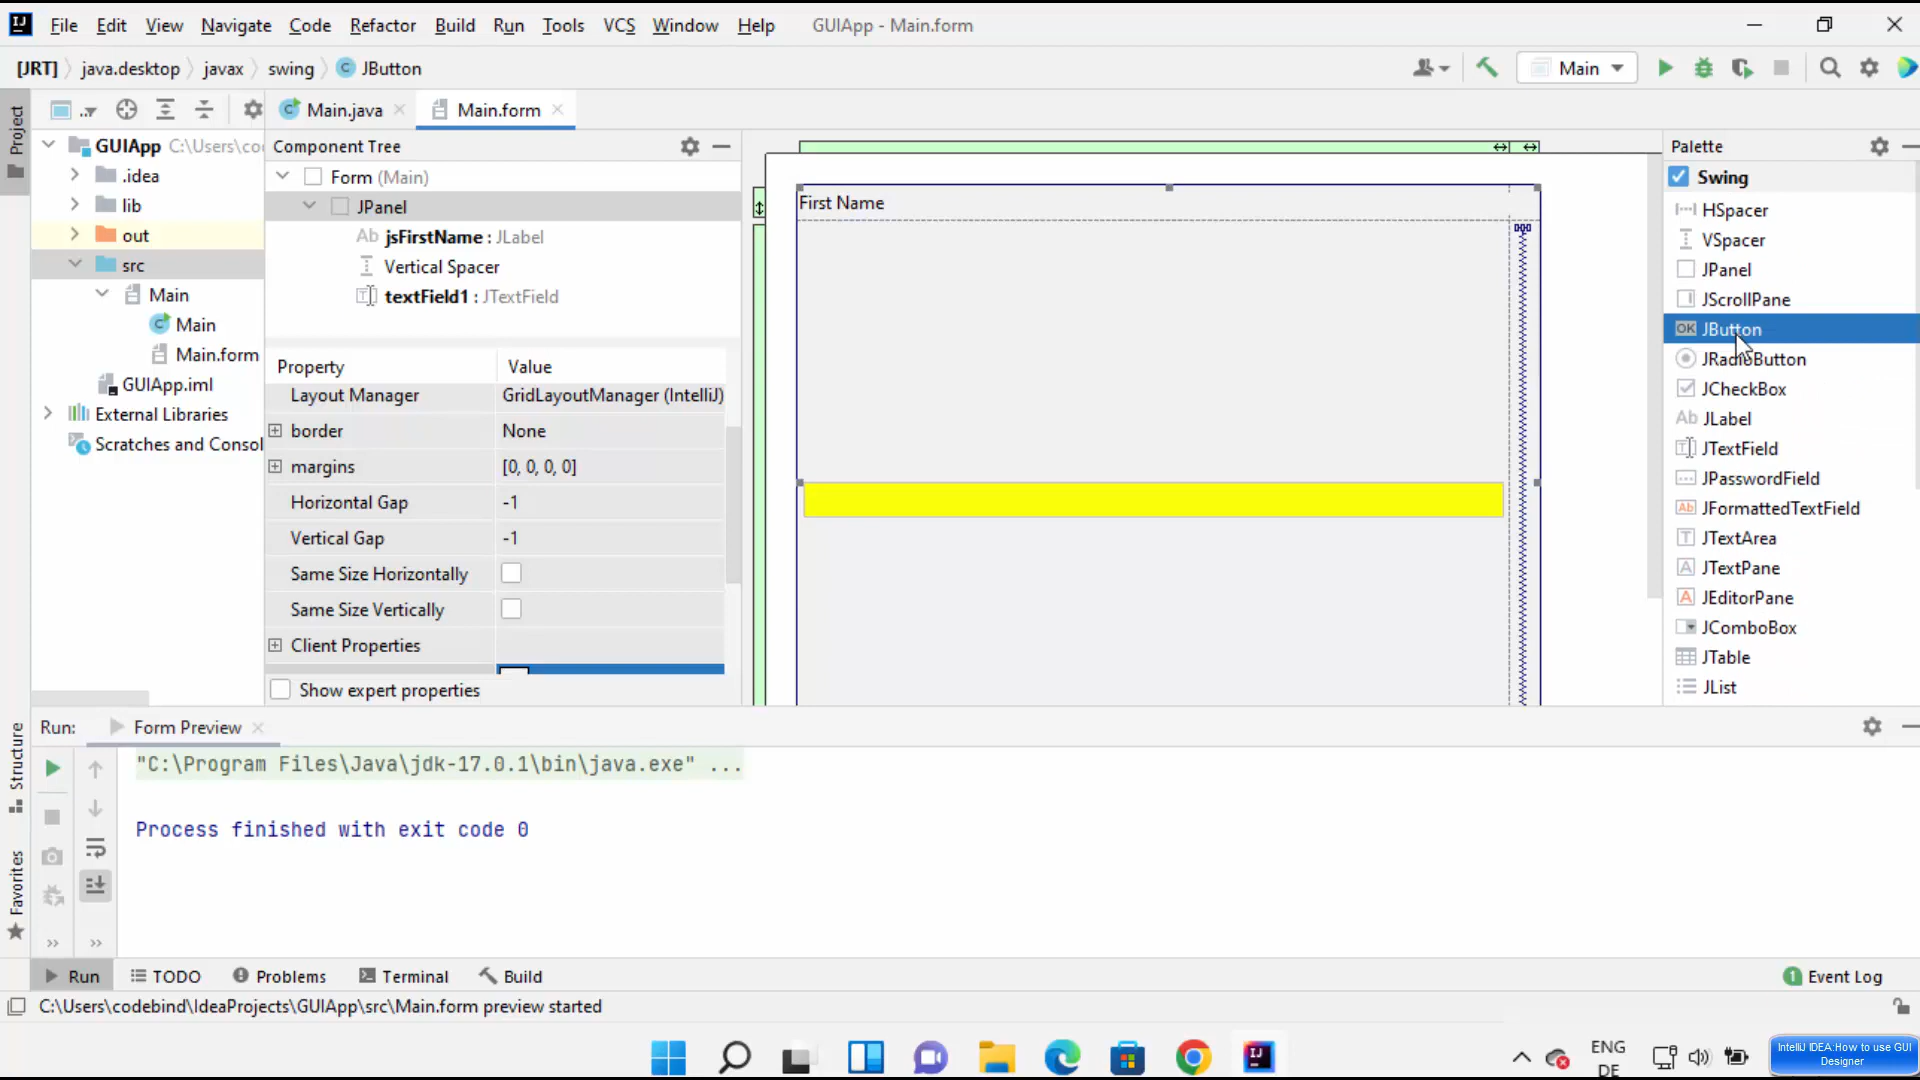 File Edit View Navigate Code Refactor Build Run Tools VCS Window Help GUIApp - Main.form
[JRT] java.desktop javax swing JButton
Main
Main.java
Main.form
Project
GUIApp C:\Users\co
.idea
lib
out
src
Main
Main
Main.form
GUIApp.iml
External Libraries
Scratches and Consol
Component Tree
Form (Main)
JPanel
jsFirstName : JLabel
Vertical Spacer
textField1 : JTextField
Property Value
Layout Manager GridLayoutManager (IntelliJ)
border None
margins [0, 0, 0, 0]
Horizontal Gap -1
Vertical Gap -1
Same Size Horizontally
Same Size Vertically
Client Properties
Show expert properties
First Name
Palette
Swing
HSpacer
VSpacer
JPanel
JScrollPane
JButton
JRadioButton
JCheckBox
JLabel
JTextField
JPasswordField
JFormattedTextField
JTextArea
JTextPane
JEditorPane
JComboBox
JTable
JList
Structure
Favorites
Run: Form Preview
"C:\Program Files\Java\jdk-17.0.1\bin\java.exe" ...
Process finished with exit code 0
Run TODO Problems Terminal Build
1 Event Log
C:\Users\codebind\IdeaProjects\GUIApp\src\Main.form preview started
ENG
DE
IntelliJ IDEA:How to use GUI
Designer